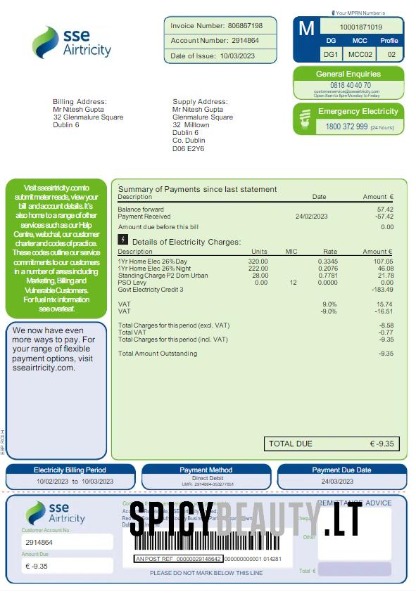 sse
Airtricity
Invoice Number: 800867198
Account Number: 2914864
Date of Issue: 10/03/2023
Your MPRN Number is
M
10001871019
DG MCC Profile
DG1 MCC02 02
General Enquiries
0818 40 40 70
Emergency Electricity
1800 372 999 (24 hours)
Billing Address:
Mr Nitesh Gupta
32 Glenmalure Square
Dublin 6
Supply Address:
Mr Nitesh Gupta
Glenmalure Square
32 Milltown
Dublin 6
Co. Dublin
D06 E2Y6
Visit sseairtricity.com to
submit meter reads, view your
bill and account details. It's
also home to a range of other
services such as our Help
Centre, webchat, our customer
charter and codes of practice.
These codes outline our service
commitments to our customers
in a number of areas including
Marketing, Billing and
Vulnerable Customers.
For fuel mix information
see overleaf.
We now have even
more ways to pay. For
your range of flexible
payment options, visit
sseairtricity.com.
Summary of Payments since last statement
Description Date Amount €
Balance forward 57.42
Payment Received 24/02/2023 -57.42
Amount due before this bill 0.00
Details of Electricity Charges:
Description Units MIC Rate Amount €
1Yr Home Elec 26% Day 320.00 0.3345 107.05
1Yr Home Elec 26% Night 222.00 0.2076 46.08
Standing Charge P2 Dom Urban 28.00 0.7781 21.78
PSO Levy 0.00 12 0.0000 0.00
Govt Electricity Credit 3 -183.49
VAT 9.0% 15.74
VAT -9.0% -16.51
Total Charges for this period (excl. VAT) -8.58
Total VAT -0.77
Total Charges for this period (incl. VAT) -9.35
Total Amount Outstanding -9.35
TOTAL DUE € -9.35
Electricity Billing Period
10/02/2023 to 10/03/2023
Payment Method
Direct Debit
Payment Due Date
24/03/2023
sse
Airtricity
REMITTANCE ADVICE
SPICYBEAUTY.LT
Customer Account No.
2914864
Amount Due
€ -9.35
PLEASE DO NOT MARK BELOW THIS LINE
Total €